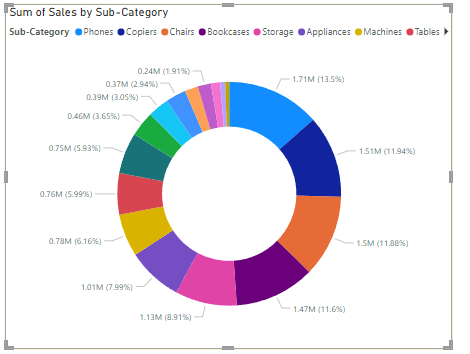 Sum of Sales by Sub-Category
Sub-Category Phones Copiers Chairs Bookcases Storage Appliances Machines Tables
0.24M (1.91%)
1.71M (13.5%)
0.37M (2.94%)
0.39M (3.05%)
0.46M (3.65%)
0.75M (5.93%)
1.51M (11.94%)
0.76M (5.99%)
0.78M (6.16%)
1.5M (11.88%)
1.01M (7.99%)
1.47M (11.6%)
1.13M (8.91%)